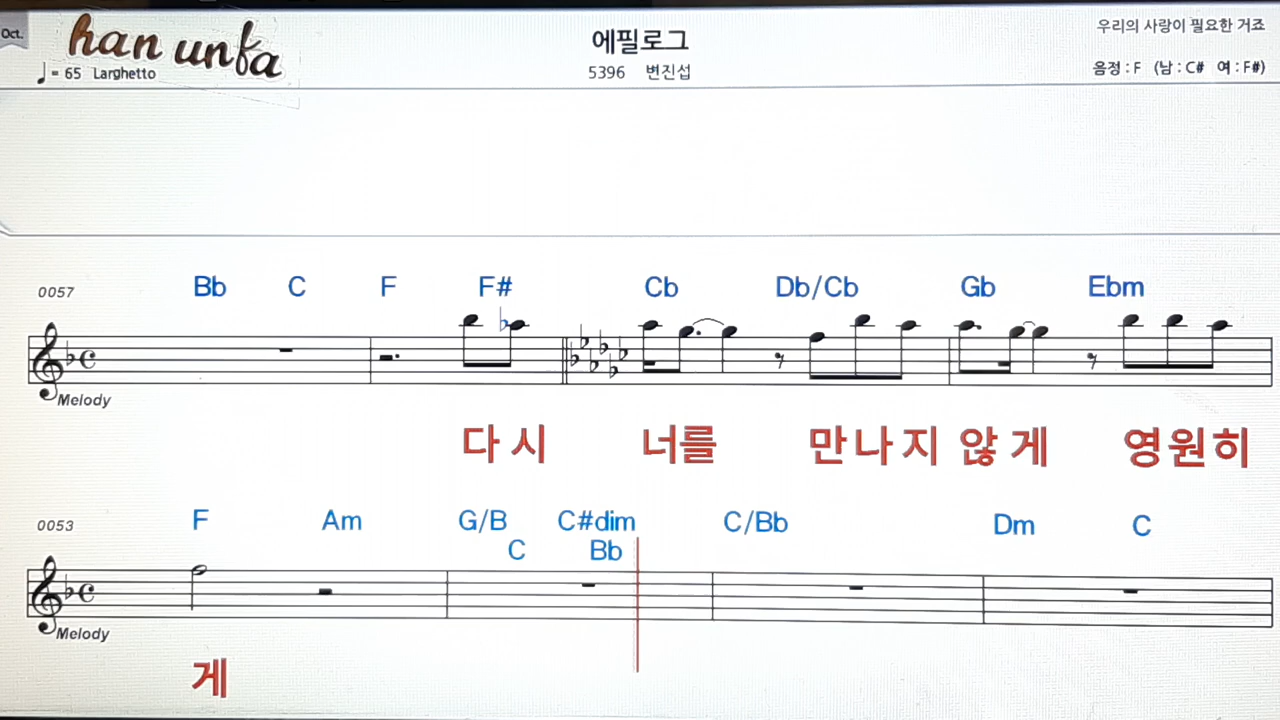 Oct.
han unfa
♩= 65 Larghetto
에필로그
5396 변진섭
우리의 사랑이 필요한 거죠
음정 : F (남 : C# 여 : F#)
0057
Bb C F F# Cb Db/Cb Gb Ebm
Melody
다 시 너를 만나지 않 게 영원히
0053
F Am G/B C#dim C/Bb Dm C
C Bb
Melody
게